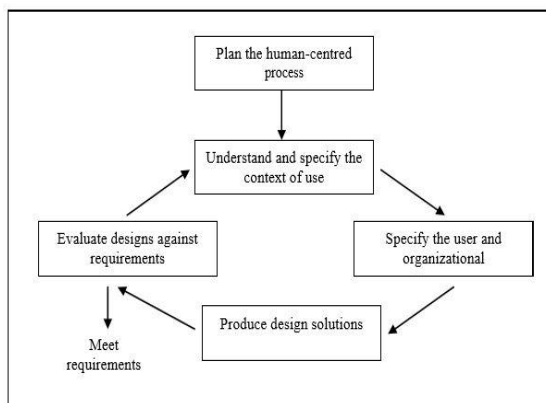 Plan the human-centred
process
Understand and specify the
context of use
Evaluate designs against
requirements
Specify the user and
organizational
Produce design solutions
Meet
requirements